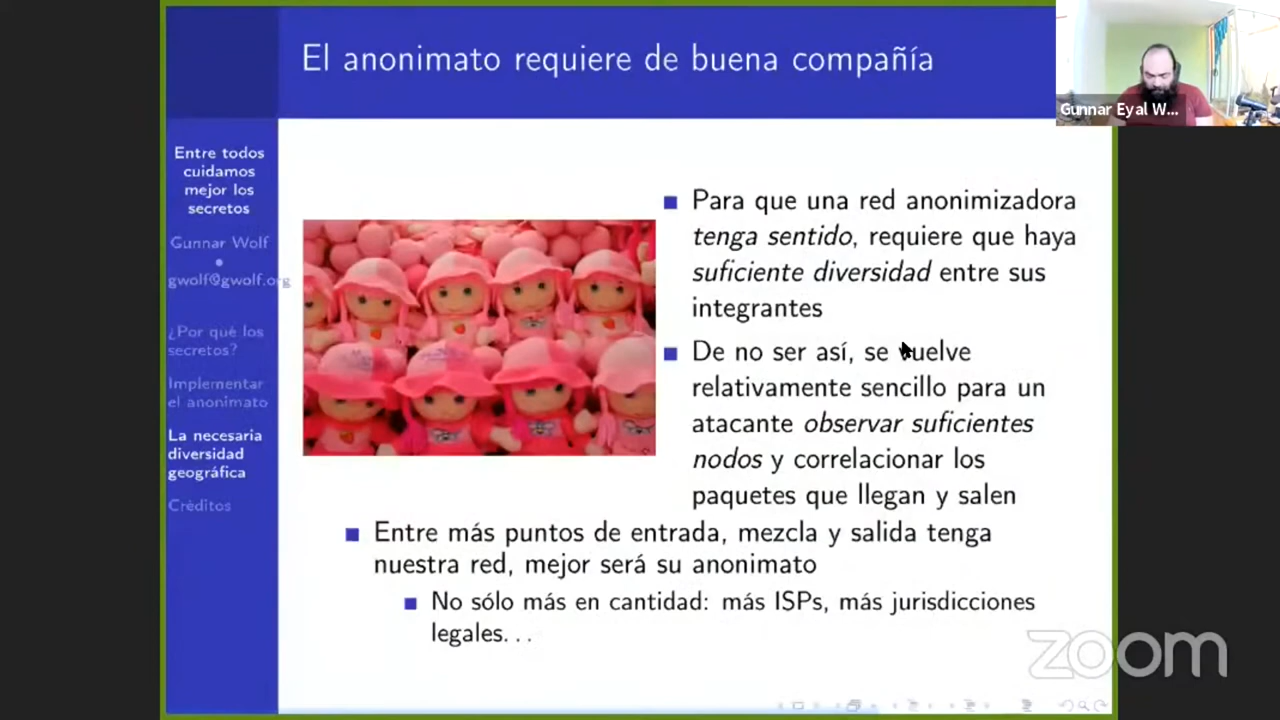 El anonimato requiere de buena compañía
Gunnar Eyal W...
Entre todos
cuidamos
mejor los
secretos
Gunnar Wolf
gwolf@gwolf.org
¿Por qué los
secretos?
Implementar
el anonimato
La necesaria
diversidad
geográfica
Créditos
Para que una red anonimizadora
tenga sentido, requiere que haya
suficiente diversidad entre sus
integrantes
De no ser así, se vuelve
relativamente sencillo para un
atacante observar suficientes
nodos y correlacionar los
paquetes que llegan y salen
Entre más puntos de entrada, mezcla y salida tenga
nuestra red, mejor será su anonimato
No sólo más en cantidad: más ISPs, más jurisdicciones
legales...
zoom